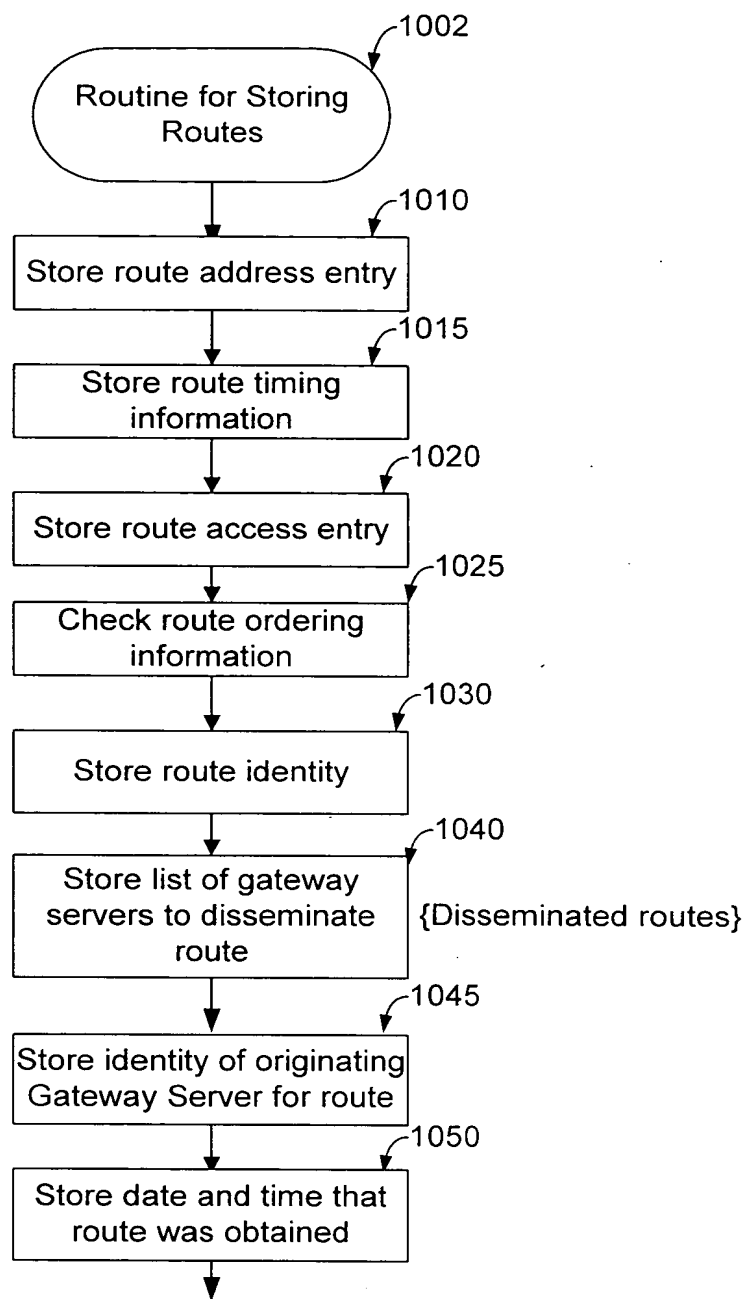 1002
Routine for Storing
Routes
1010
Store route address entry
1015
Store route timing
information
1020
Store route access entry
1025
Check route ordering
information
1030
Store route identity
1040
Store list of gateway
servers to disseminate
route
{Disseminated routes}
1045
Store identity of originating
Gateway Server for route
1050
Store date and time that
route was obtained